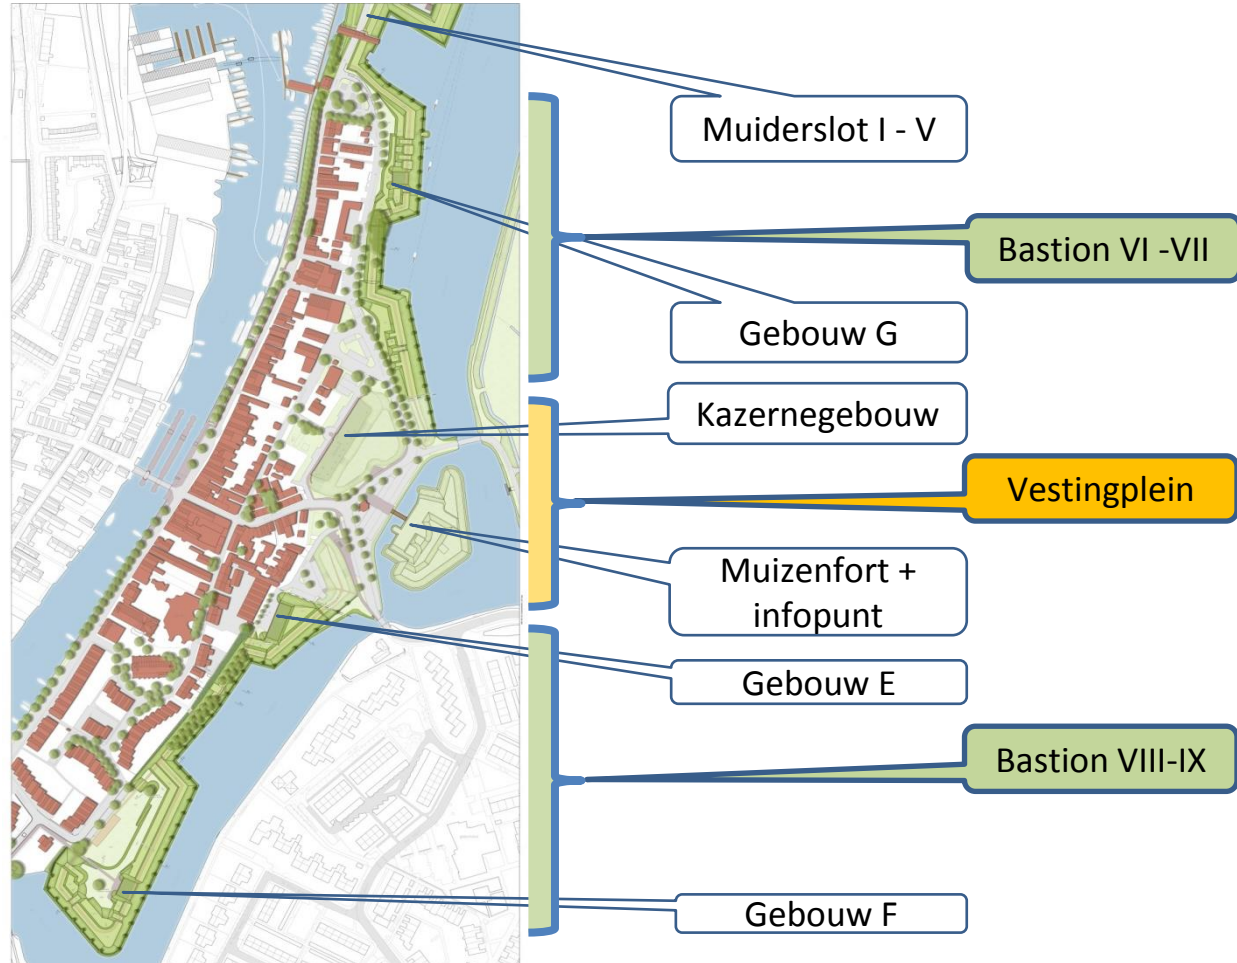 Muiderslot I - V
Bastion VI -VII
Gebouw G
Kazernegebouw
Vestingplein
Muizenfort +
infopunt
Gebouw E
Bastion VIII-IX
Gebouw F